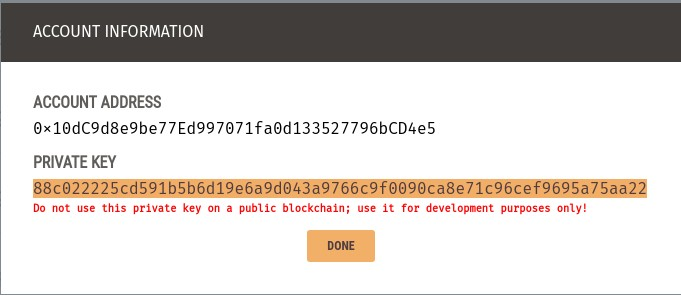 ACCOUNT INFORMATION
ACCOUNT ADDRESS
0×10dC9d8e9be77Ed997071fa0d133527796bCD4e5
PRIVATE KEY
88c022225cd591b5b6d19e6a9d043a9766c9f0090ca8e71c96cef9695a75aa22
Do not use this private key on a public blockchain; use it for development purposes only!
DONE